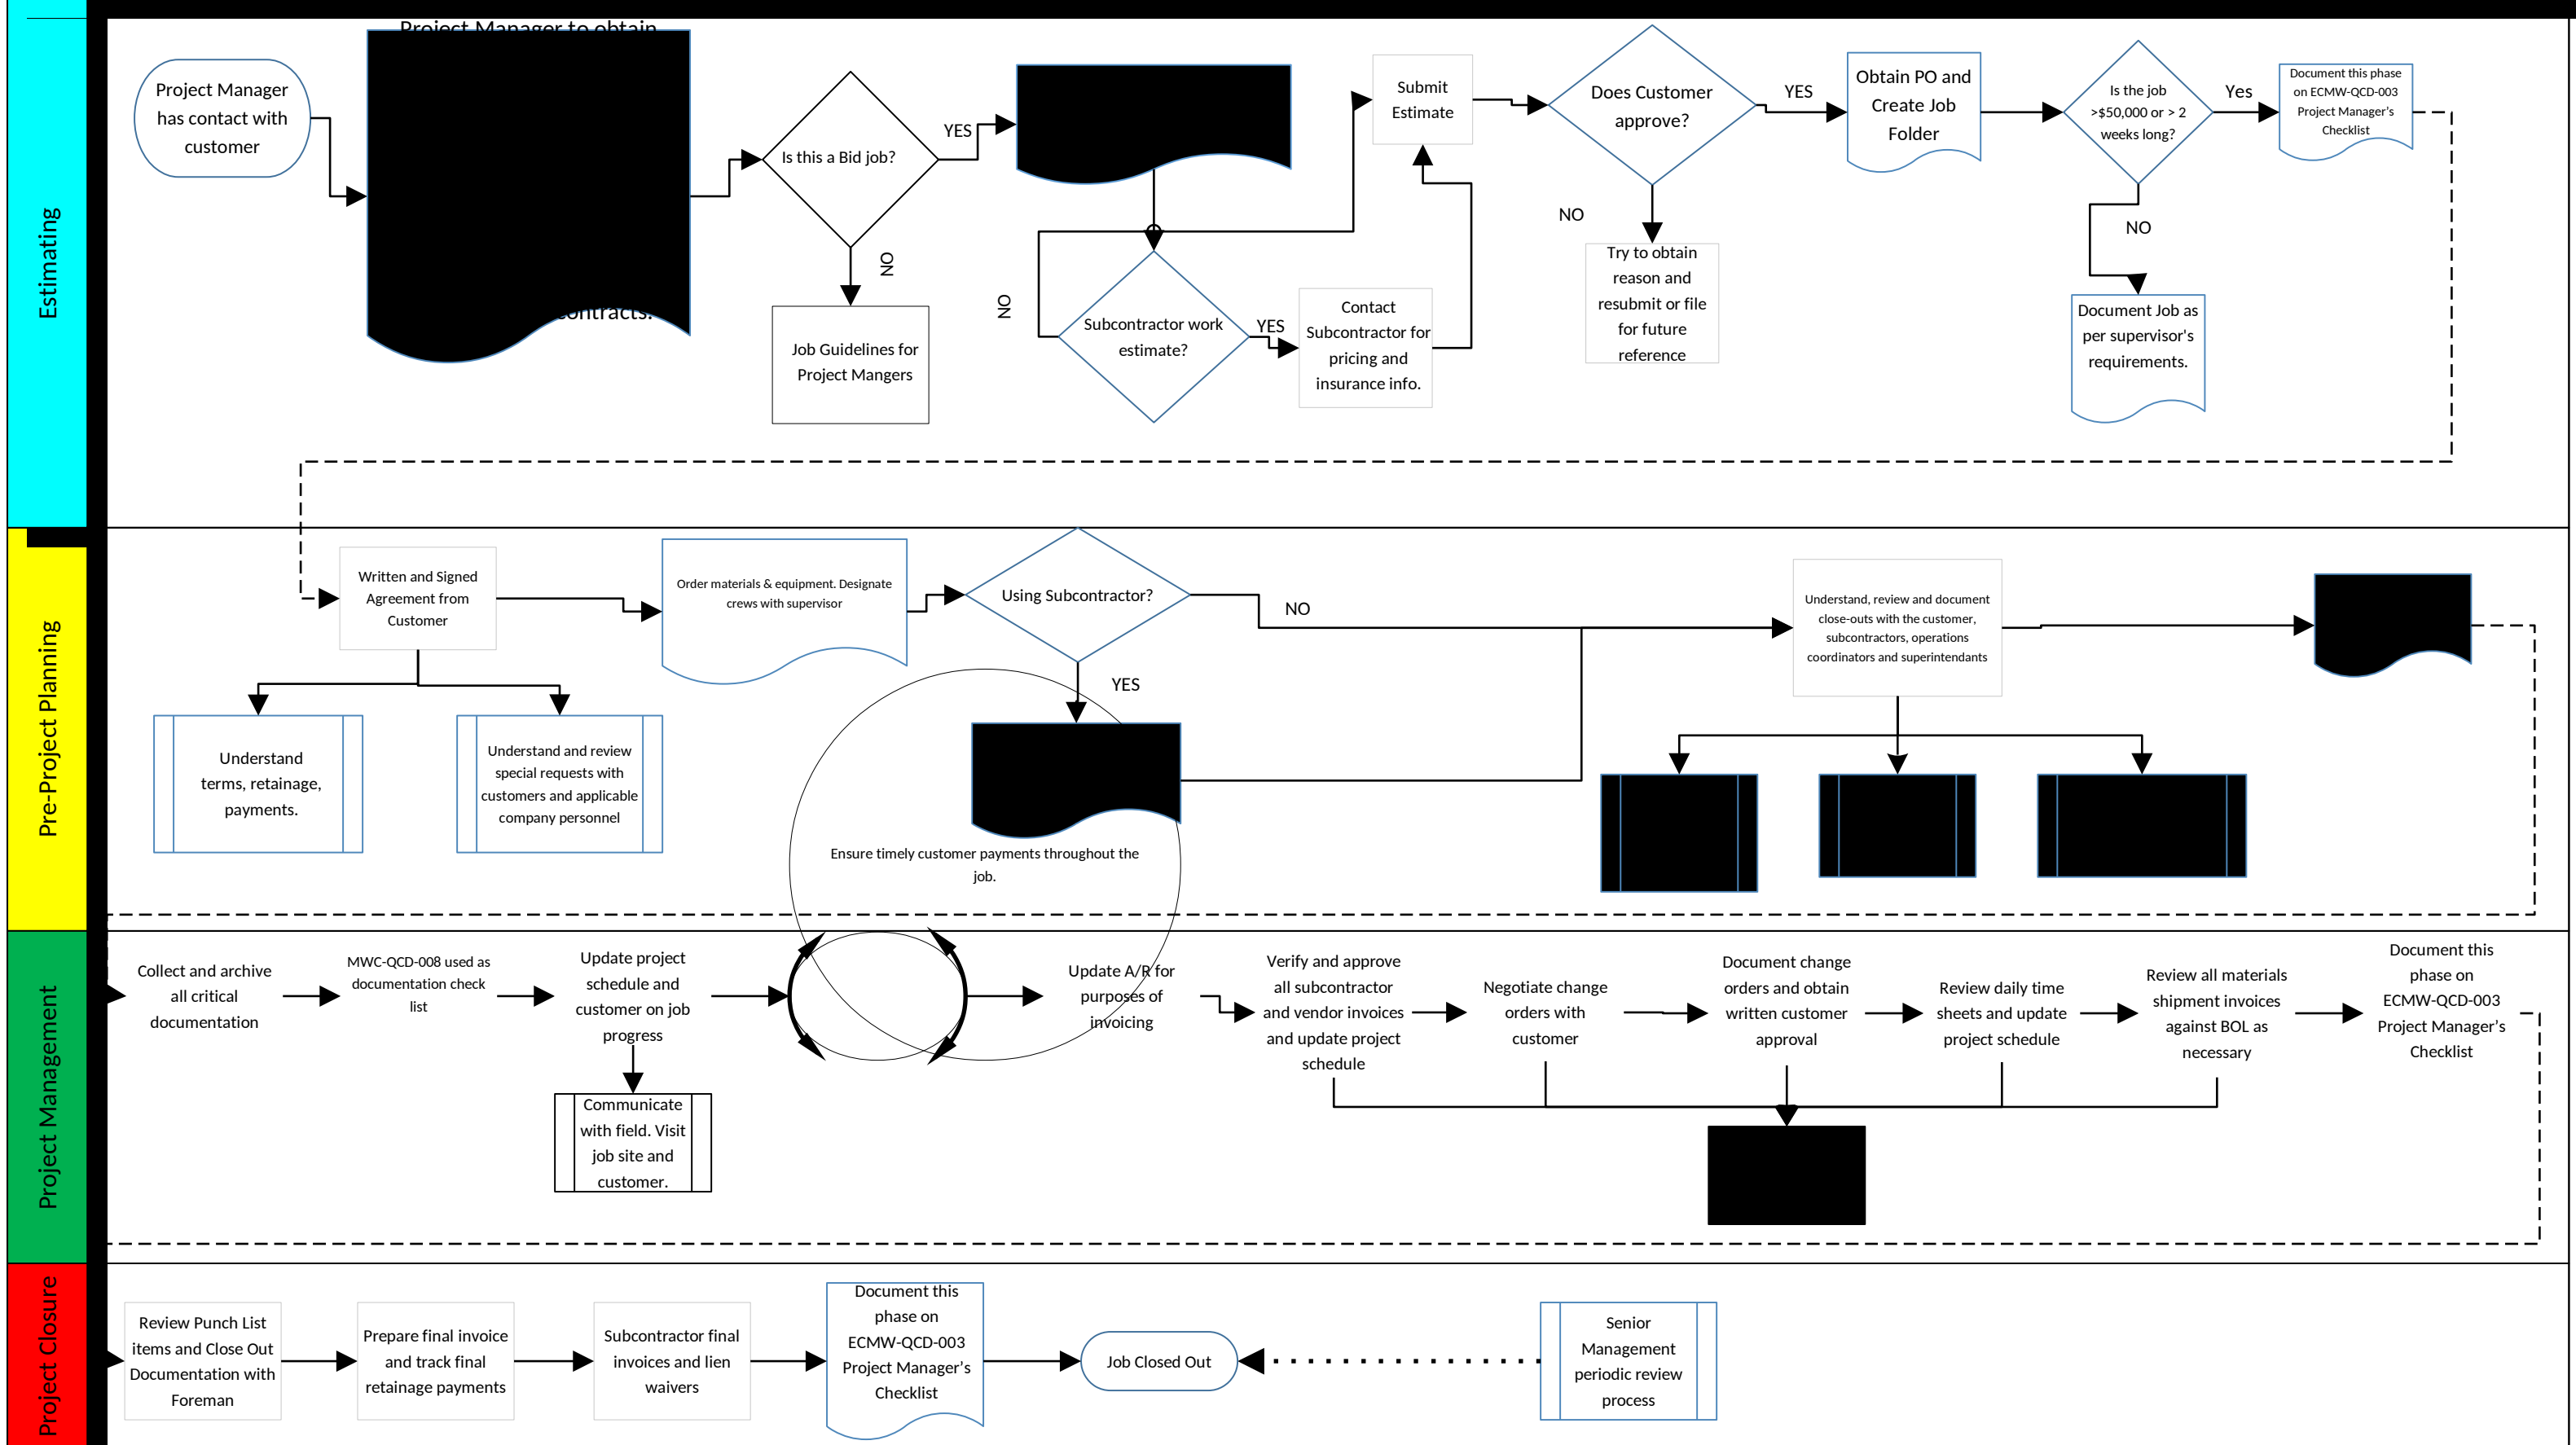 Estimating
Project Manager to obtain
contracts.
Project Manager
has contact with
customer
Is this a Bid job?
YES
NO
Job Guidelines for
Project Mangers
Subcontractor work
estimate?
NO
YES
Contact
Subcontractor for
pricing and
insurance info.
Submit
Estimate
Does Customer
approve?
YES
NO
Try to obtain
reason and
resubmit or file
for future
reference
Obtain PO and
Create Job
Folder
Is the job
>$50,000 or > 2
weeks long?
Yes
NO
Document this phase
on ECMW-QCD-003
Project Manager's
Checklist
Document Job as
per supervisor's
requirements.
Pre-Project Planning
Written and Signed
Agreement from
Customer
Understand
terms, retainage,
payments.
Understand and review
special requests with
customers and applicable
company personnel
Order materials & equipment. Designate
crews with supervisor
Using Subcontractor?
NO
YES
Ensure timely customer payments throughout the
job.
Understand, review and document
close-outs with the customer,
subcontractors, operations
coordinators and superintendants
Project Management
Collect and archive
all critical
documentation
MWC-QCD-008 used as
documentation check
list
Update project
schedule and
customer on job
progress
Communicate
with field. Visit
job site and
customer.
Update A/R for
purposes of
invoicing
Verify and approve
all subcontractor
and vendor invoices
and update project
schedule
Negotiate change
orders with
customer
Document change
orders and obtain
written customer
approval
Review daily time
sheets and update
project schedule
Review all materials
shipment invoices
against BOL as
necessary
Document this
phase on
ECMW-QCD-003
Project Manager's
Checklist
Project Closure
Review Punch List
items and Close Out
Documentation with
Foreman
Prepare final invoice
and track final
retainage payments
Subcontractor final
invoices and lien
waivers
Document this
phase on
ECMW-QCD-003
Project Manager's
Checklist
Job Closed Out
Senior
Management
periodic review
process